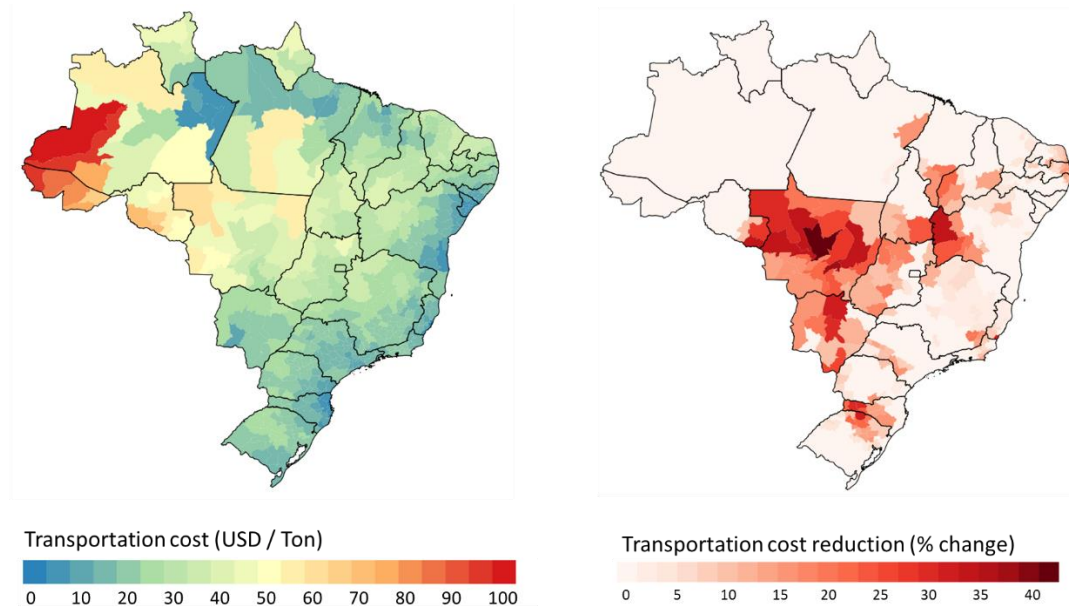 Transportation cost (USD / Ton)
0 10 20 30 40 50 60 70 80 90 100
Transportation cost reduction (% change)
0 5 10 15 20 25 30 35 40